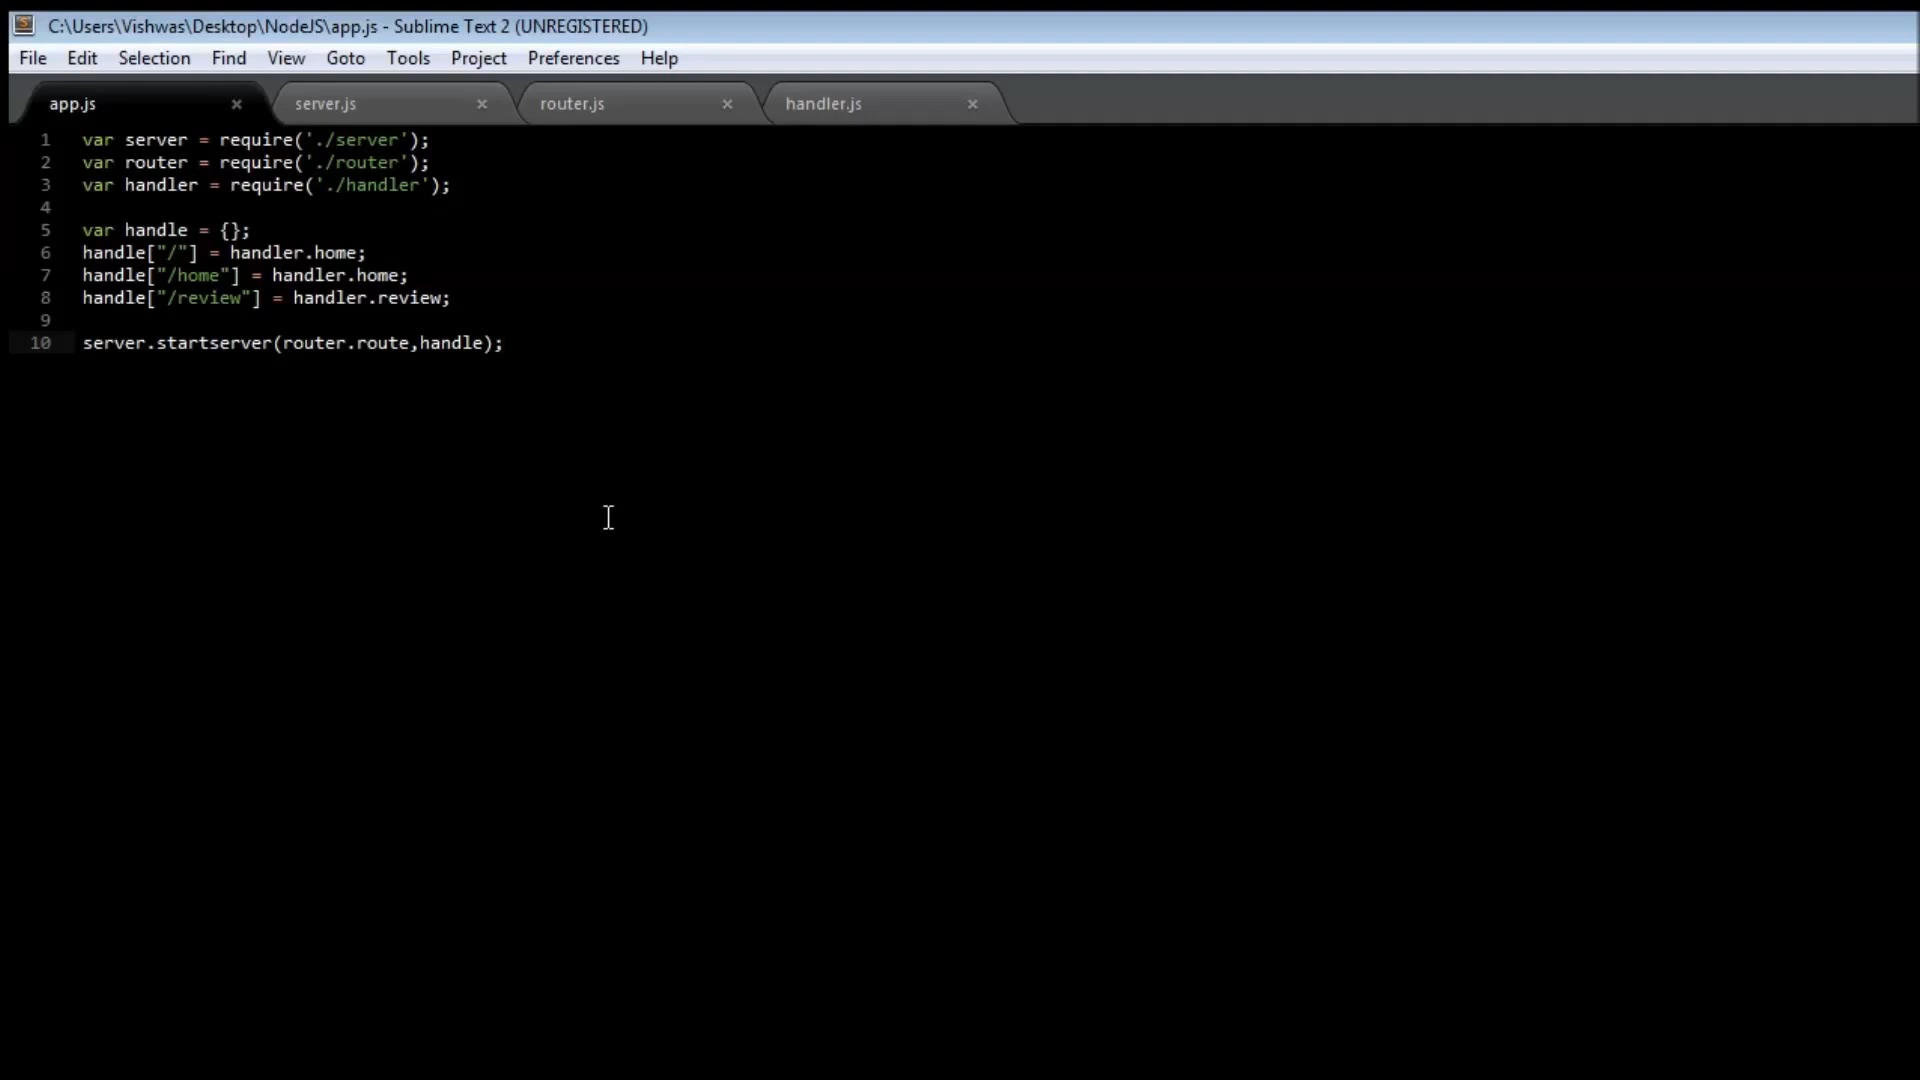 C:\Users\Vishwas\Desktop\NodeJS\app.js - Sublime Text 2 (UNREGISTERED)
File Edit Selection Find View Goto Tools Project Preferences Help
app.js × server.js × router.js × handler.js ×
1 var server = require('./server');
2 var router = require('./router');
3 var handler = require('./handler');
4
5 var handle = {};
6 handle["/"] = handler.home;
7 handle["/home"] = handler.home;
8 handle["/review"] = handler.review;
9
10 server.startserver(router.route,handle);